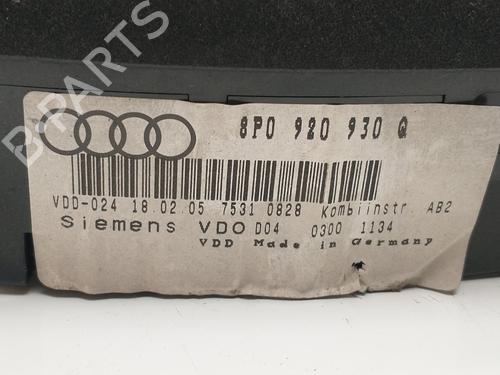 8P0 920 930 Q
VDD-024 18.02.05 7531 0828 Kombiinstr. AB2
Siemens VDO D04 0300 1134
VDD Made in Germany
B-PARTS